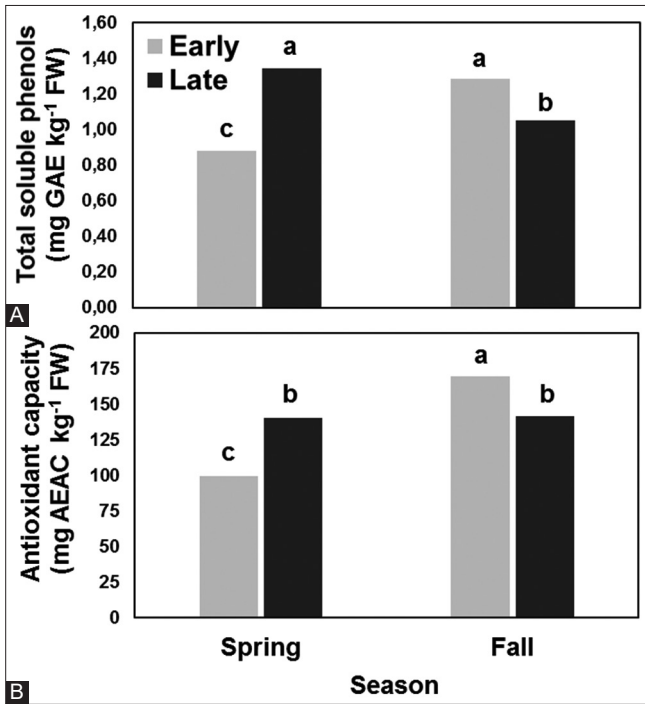 Total soluble phenols
(mg GAE kg-1 FW)
1,60
1,40
1,20
1,00
0,80
0,60
0,40
0,20
0,00
Early
Late
c
a
a
b
A
Antioxidant capacity
(mg AEAC kg-1 FW)
200
175
150
125
100
75
50
25
0
c
b
a
b
Spring
Fall
Season
B